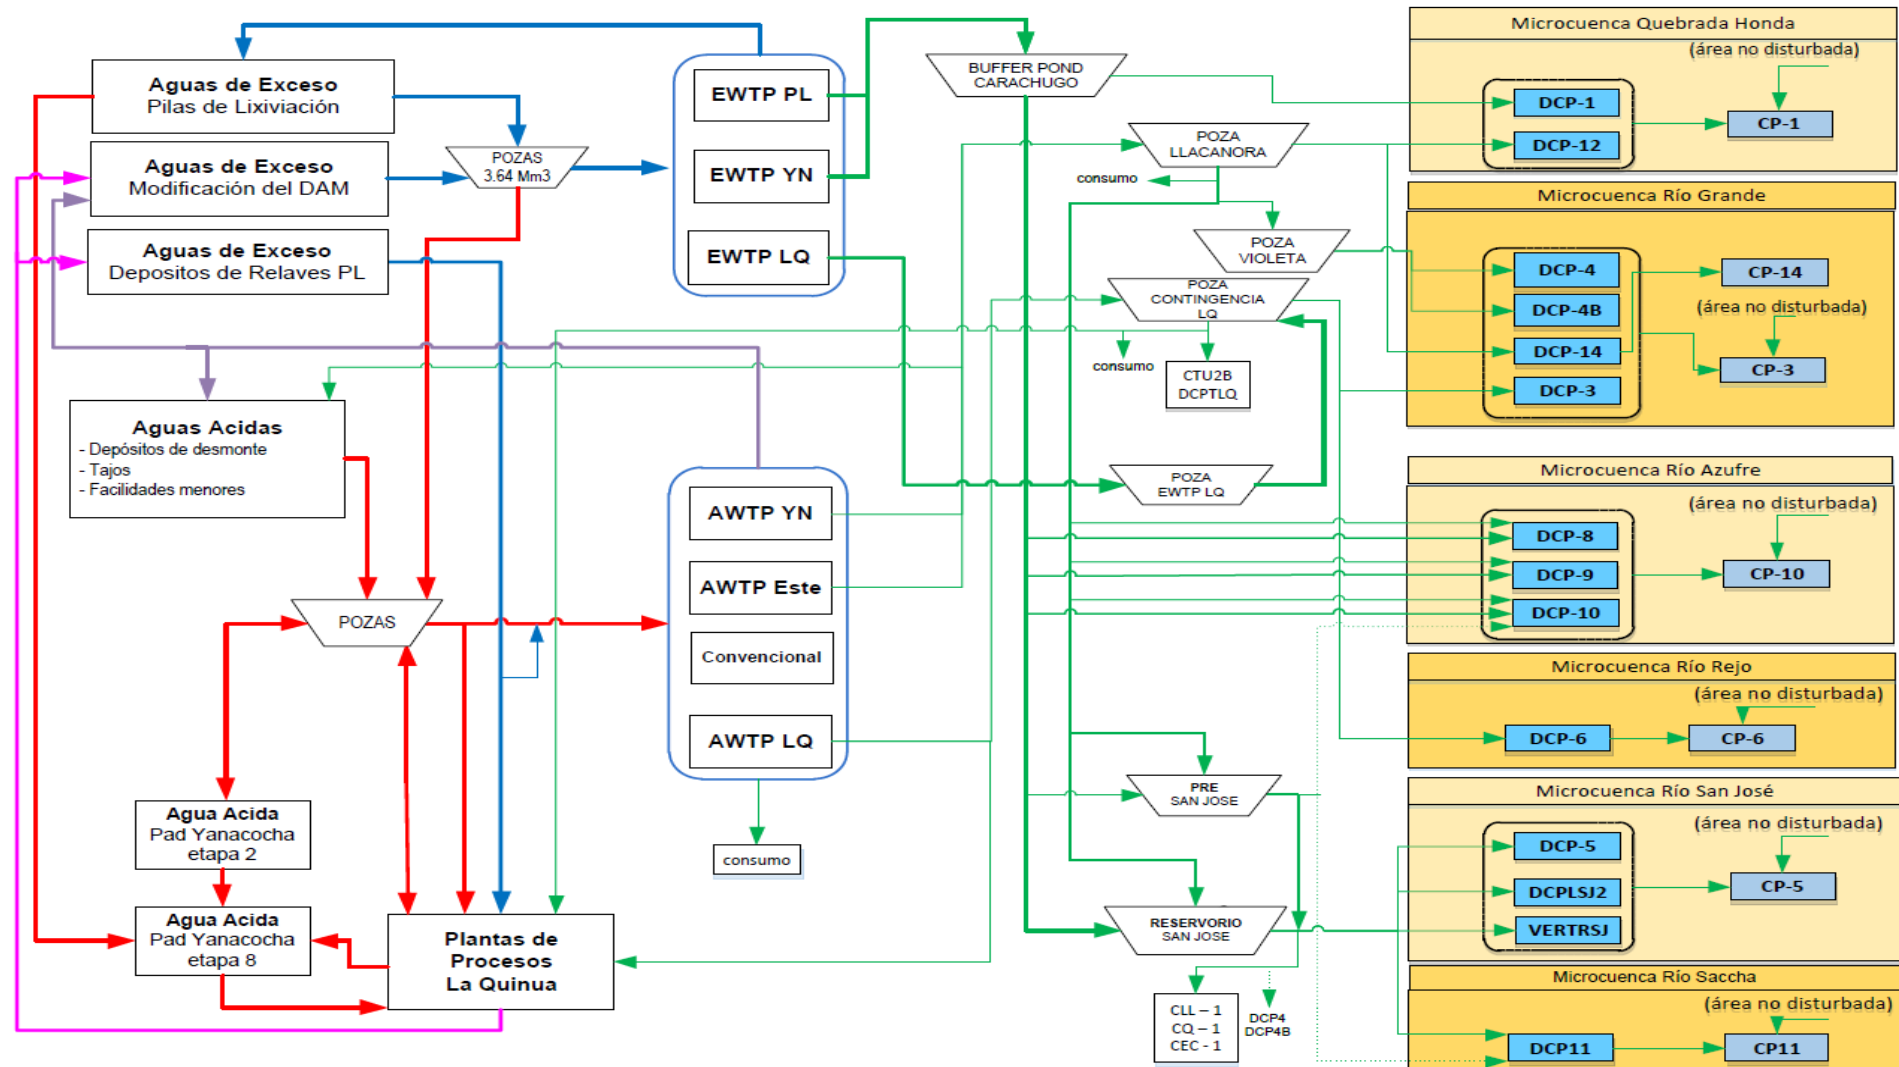 Aguas de Exceso
Pilas de Lixiviación
Aguas de Exceso
Modificación del DAM
Aguas de Exceso
Depositos de Relaves PL
POZAS
3.64 Mm3
Aguas Acidas
- Depósitos de desmonte
- Tajos
- Facilidades menores
POZAS
Agua Acida
Pad Yanacocha
etapa 2
Agua Acida
Pad Yanacocha
etapa 8
Plantas de
Procesos
La Quinua
EWTP PL
EWTP YN
EWTP LQ
AWTP YN
AWTP Este
Convencional
AWTP LQ
consumo
BUFFER POND
CARACHUGO
POZA
LLACANORA
consumo
POZA
VIOLETA
POZA
CONTINGENCIA
LQ
consumo
CTU2B
DCPTLQ
POZA
EWTP LQ
PRE
SAN JOSE
RESERVORIO
SAN JOSE
CLL – 1
CQ – 1
CEC - 1
DCP4
DCP4B
Microcuenca Quebrada Honda
(área no disturbada)
DCP-1
DCP-12
CP-1
Microcuenca Río Grande
DCP-4
DCP-4B
DCP-14
DCP-3
CP-14
(área no disturbada)
CP-3
Microcuenca Río Azufre
(área no disturbada)
DCP-8
DCP-9
DCP-10
CP-10
Microcuenca Río Rejo
(área no disturbada)
DCP-6
CP-6
Microcuenca Río San José
(área no disturbada)
DCP-5
DCPLSJ2
VERTRSJ
CP-5
Microcuenca Río Saccha
(área no disturbada)
DCP11
CP11